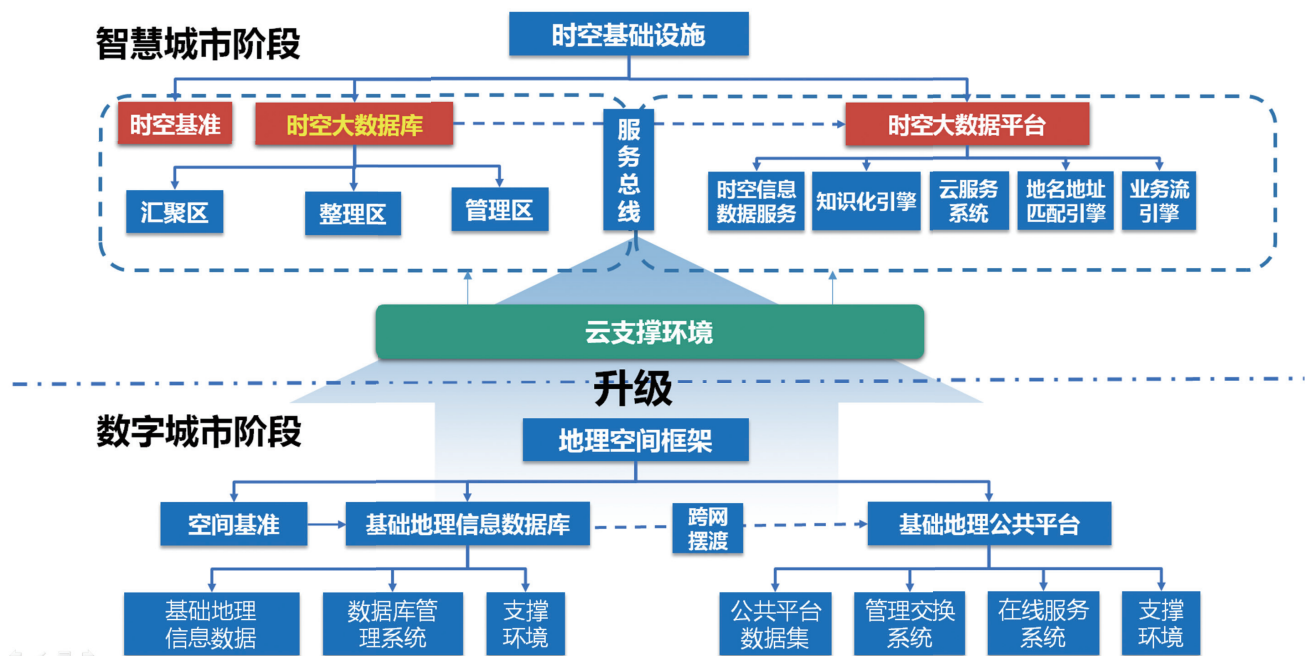 智慧城市阶段
时空基础设施
时空基准
时空大数据库
服
务
总
线
时空大数据平台
汇聚区
整理区
管理区
时空信息
数据服务
知识化引擎
云服务
系统
地名地址
匹配引擎
业务流
引擎
云支撑环境
升级
数字城市阶段
地理空间框架
空间基准
基础地理信息数据库
跨网
摆渡
基础地理公共平台
基础地理
信息数据
数据库管
理系统
支撑
环境
公共平台
数据集
管理交换
系统
在线服务
系统
支撑
环境